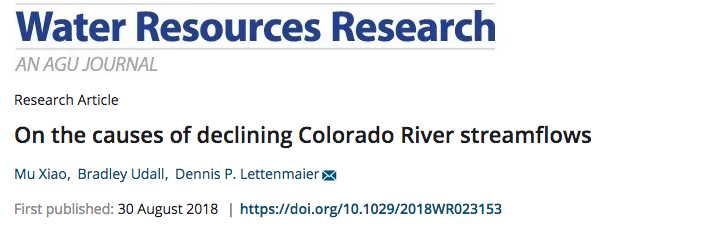 Water Resources Research
AN AGU JOURNAL
Research Article
On the causes of declining Colorado River streamflows
Mu Xiao, Bradley Udall, Dennis P. Lettenmaier
First published: 30 August 2018 | https://doi.org/10.1029/2018WR023153